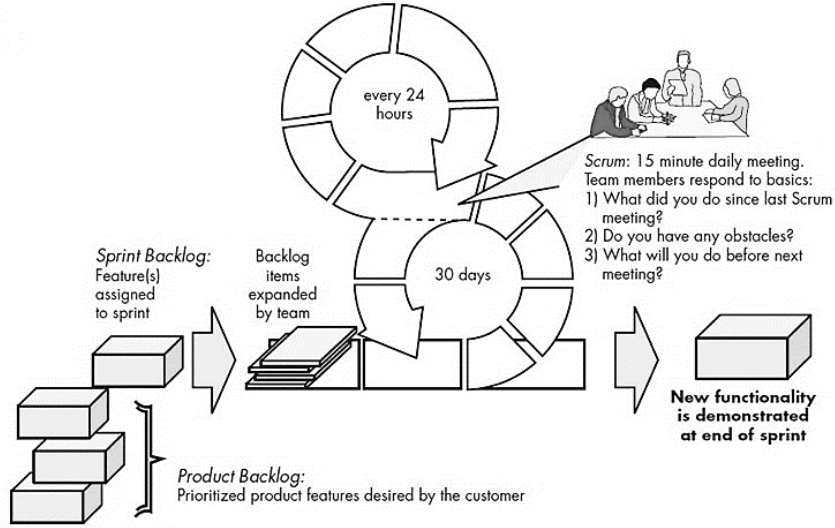 every 24
hours
Scrum: 15 minute daily meeting.
Team members respond to basics:
1) What did you do since last Scrum
meeting?
2) Do you have any obstacles?
3) What will you do before next
meeting?
Sprint Backlog:
Feature(s)
assigned
to sprint
Backlog
items
expanded
by team
30 days
New functionality
is demonstrated
at end of sprint
Product Backlog:
Prioritized product features desired by the customer